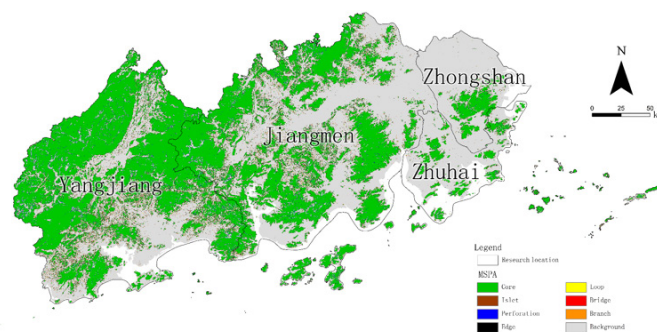 Zhongshan
N
Jiangmen
0 25 50 k
Zhuhai
Yangjiang
Legend
Research location
MSPA
Core Loop
Islet Bridge
Perforation Branch
Edge Background